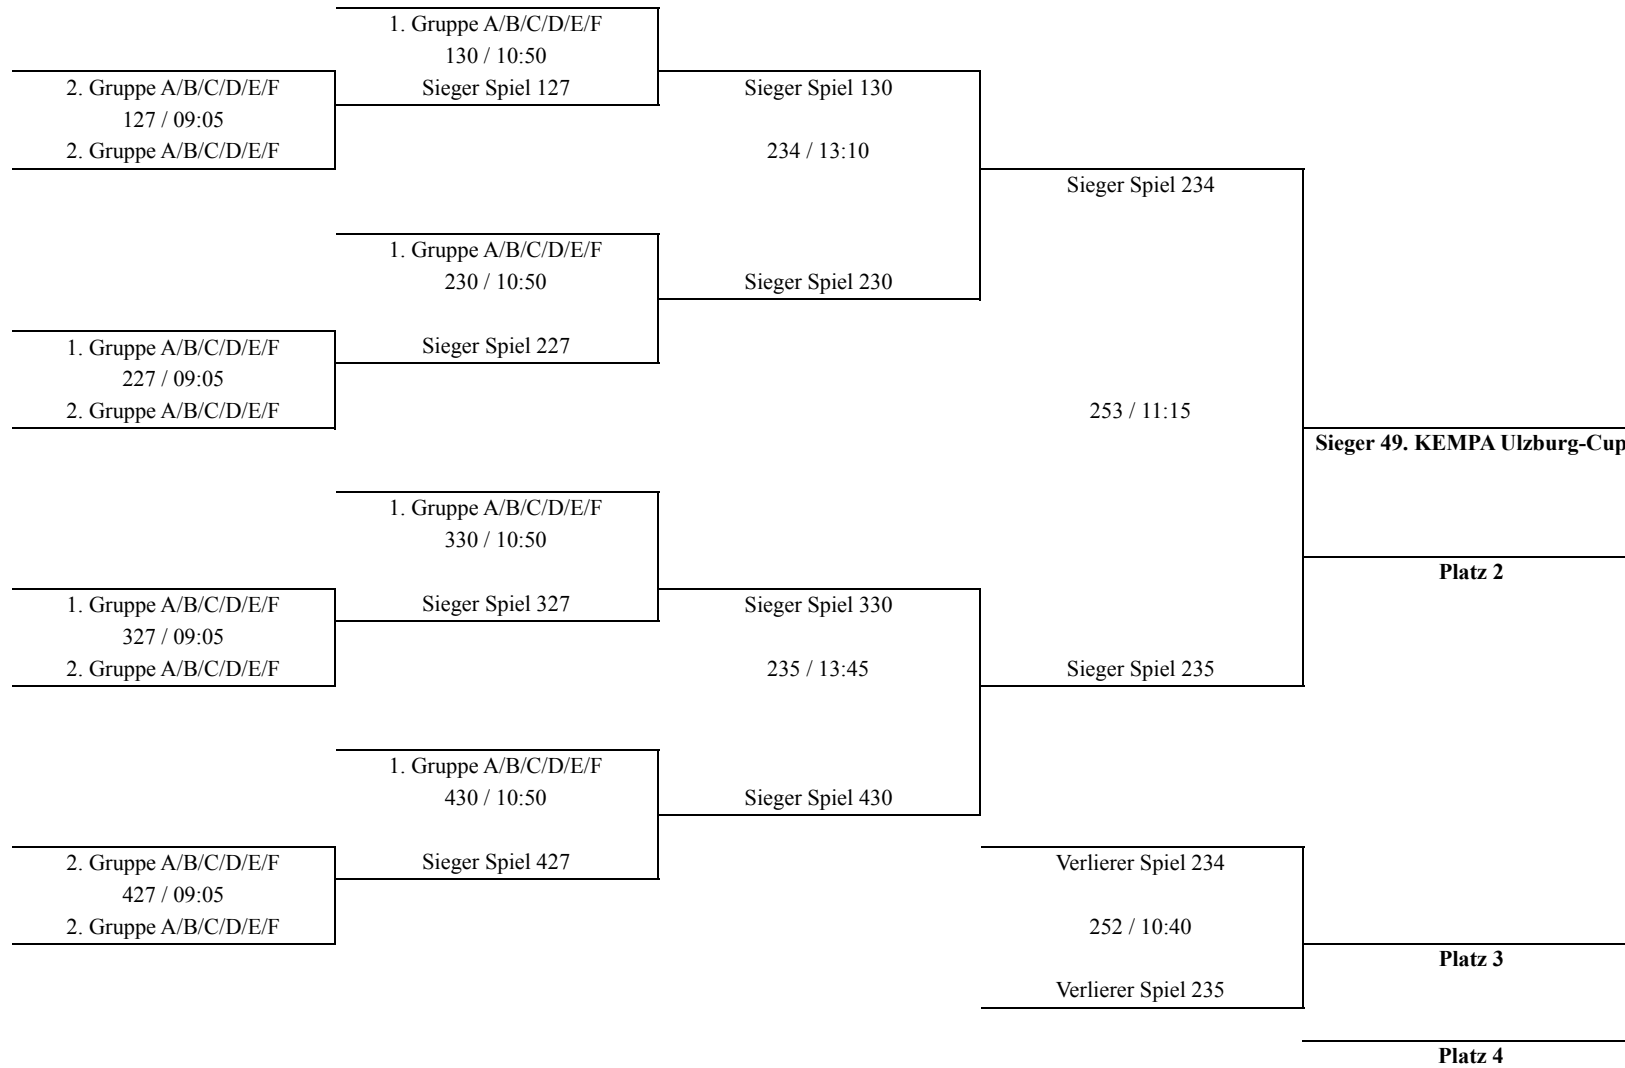 1. Gruppe A/B/C/D/E/F
130 / 10:50
2. Gruppe A/B/C/D/E/F
Sieger Spiel 127
Sieger Spiel 130
127 / 09:05
2. Gruppe A/B/C/D/E/F
234 / 13:10
Sieger Spiel 234
1. Gruppe A/B/C/D/E/F
230 / 10:50
Sieger Spiel 230
1. Gruppe A/B/C/D/E/F
Sieger Spiel 227
227 / 09:05
2. Gruppe A/B/C/D/E/F
253 / 11:15
Sieger 49. KEMPA Ulzburg-Cup
1. Gruppe A/B/C/D/E/F
330 / 10:50
Platz 2
1. Gruppe A/B/C/D/E/F
Sieger Spiel 327
Sieger Spiel 330
327 / 09:05
2. Gruppe A/B/C/D/E/F
235 / 13:45
Sieger Spiel 235
1. Gruppe A/B/C/D/E/F
430 / 10:50
Sieger Spiel 430
2. Gruppe A/B/C/D/E/F
Sieger Spiel 427
Verlierer Spiel 234
427 / 09:05
2. Gruppe A/B/C/D/E/F
252 / 10:40
Platz 3
Verlierer Spiel 235
Platz 4